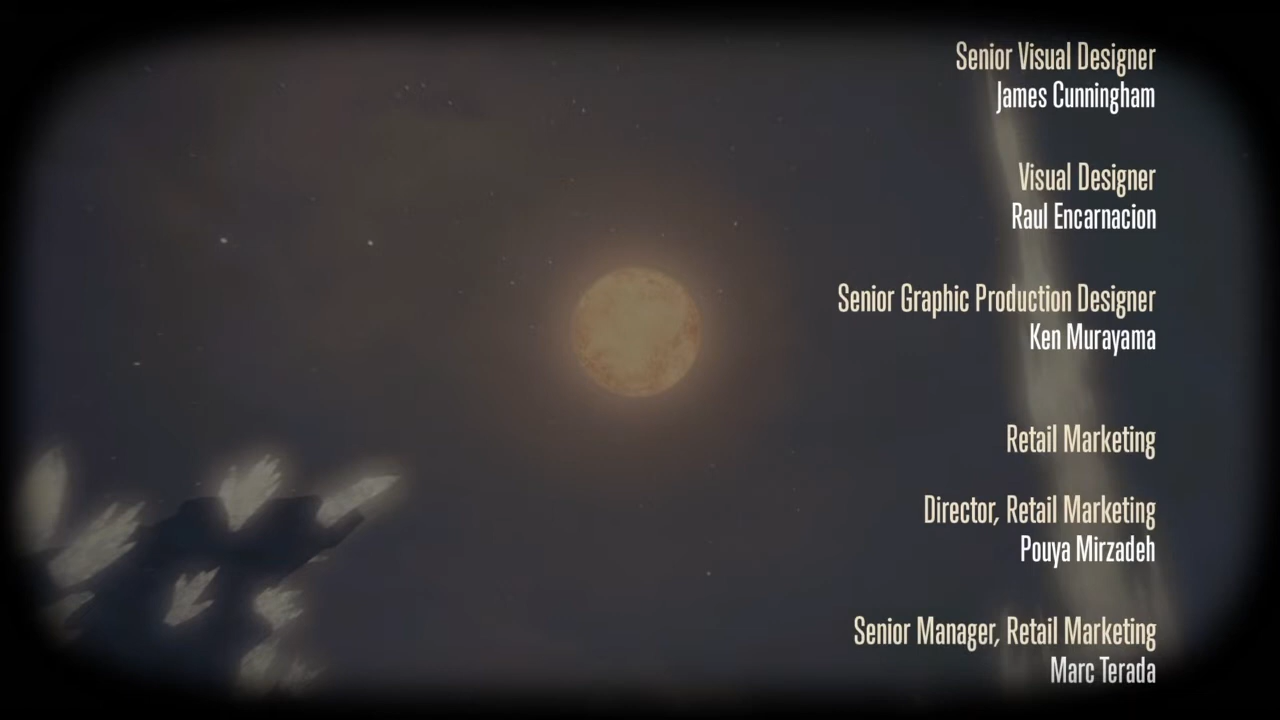 Senior Visual Designer
James Cunningham
Visual Designer
Raul Encarnacion
Senior Graphic Production Designer
Ken Murayama
Retail Marketing
Director, Retail Marketing
Pouya Mirzadeh
Senior Manager, Retail Marketing
Marc Terada